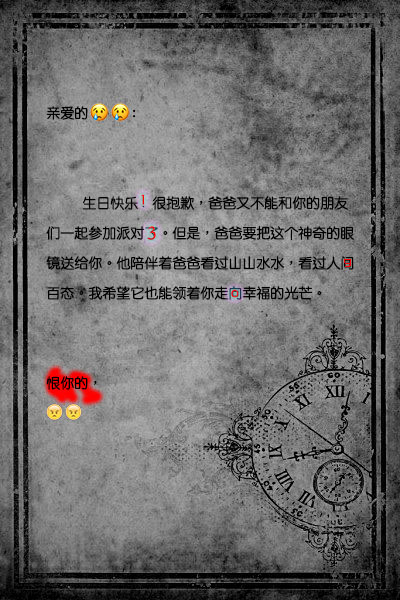 亲爱的😢😢：
生日快乐！很抱歉，爸爸又不能和你的朋友
们一起参加派对了。但是，爸爸要把这个神奇的眼
镜送给你。他陪伴着爸爸看过山山水水，看过人间
百态。我希望它也能领着你走向幸福的光芒。
恨你的，
😠😠
XII
XI
X
VIII
VII